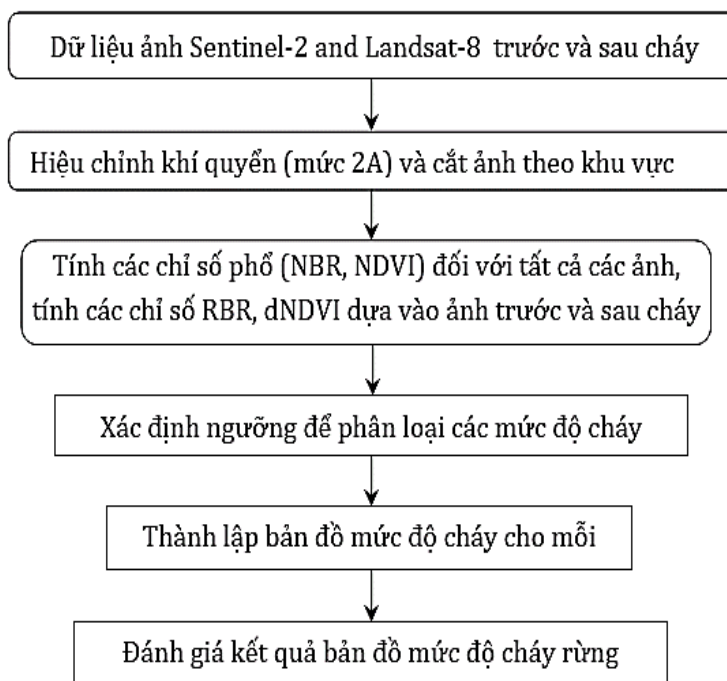 Dữ liệu ảnh Sentinel-2 and Landsat-8 trước và sau cháy
Hiệu chỉnh khí quyển (mức 2A) và cắt ảnh theo khu vực
Tính các chỉ số phổ (NBR, NDVI) đối với tất cả các ảnh,
tính các chỉ số RBR, dNDVI dựa vào ảnh trước và sau cháy
Xác định ngưỡng để phân loại các mức độ cháy
Thành lập bản đồ mức độ cháy cho mỗi
Đánh giá kết quả bản đồ mức độ cháy rừng